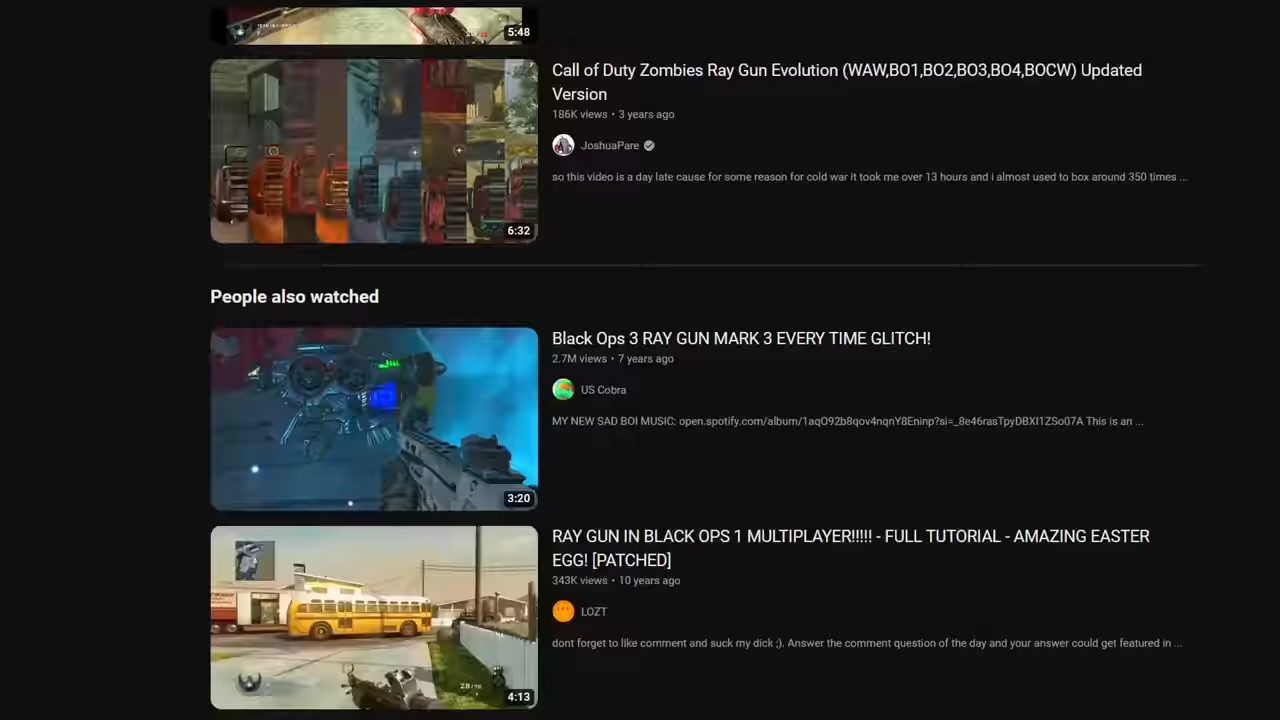 5:48
Call of Duty Zombies Ray Gun Evolution (WAW,BO1,BO2,BO3,BO4,BOCW) Updated
Version
186K views • 3 years ago
JoshuaPare
so this video is a day late cause for some reason for cold war it took me over 13 hours and i almost used to box around 350 times ...
6:32
People also watched
Black Ops 3 RAY GUN MARK 3 EVERY TIME GLITCH!
2.7M views • 7 years ago
US Cobra
MY NEW SAD BOI MUSIC: open.spotify.com/album/1aqO92b8qov4nqnY8Eninp?si=_8e46rasTpyDBXI1ZSo07A This is an ...
3:20
RAY GUN IN BLACK OPS 1 MULTIPLAYER!!!!! - FULL TUTORIAL - AMAZING EASTER
EGG! [PATCHED]
343K views • 10 years ago
LOZT
dont forget to like comment and suck my dick ;). Answer the comment question of the day and your answer could get featured in ...
4:13